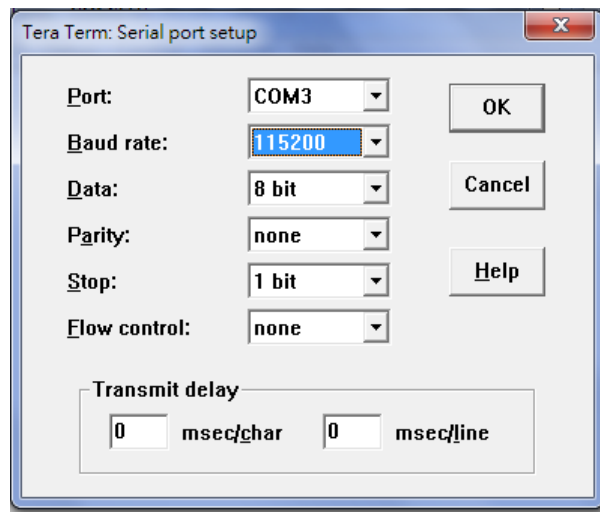 Tera Term: Serial port setup
Port: COM3
OK
Baud rate: 115200
Data: 8 bit
Cancel
Parity: none
Stop: 1 bit
Help
Flow control: none
Transmit delay
0 msec/char 0 msec/line